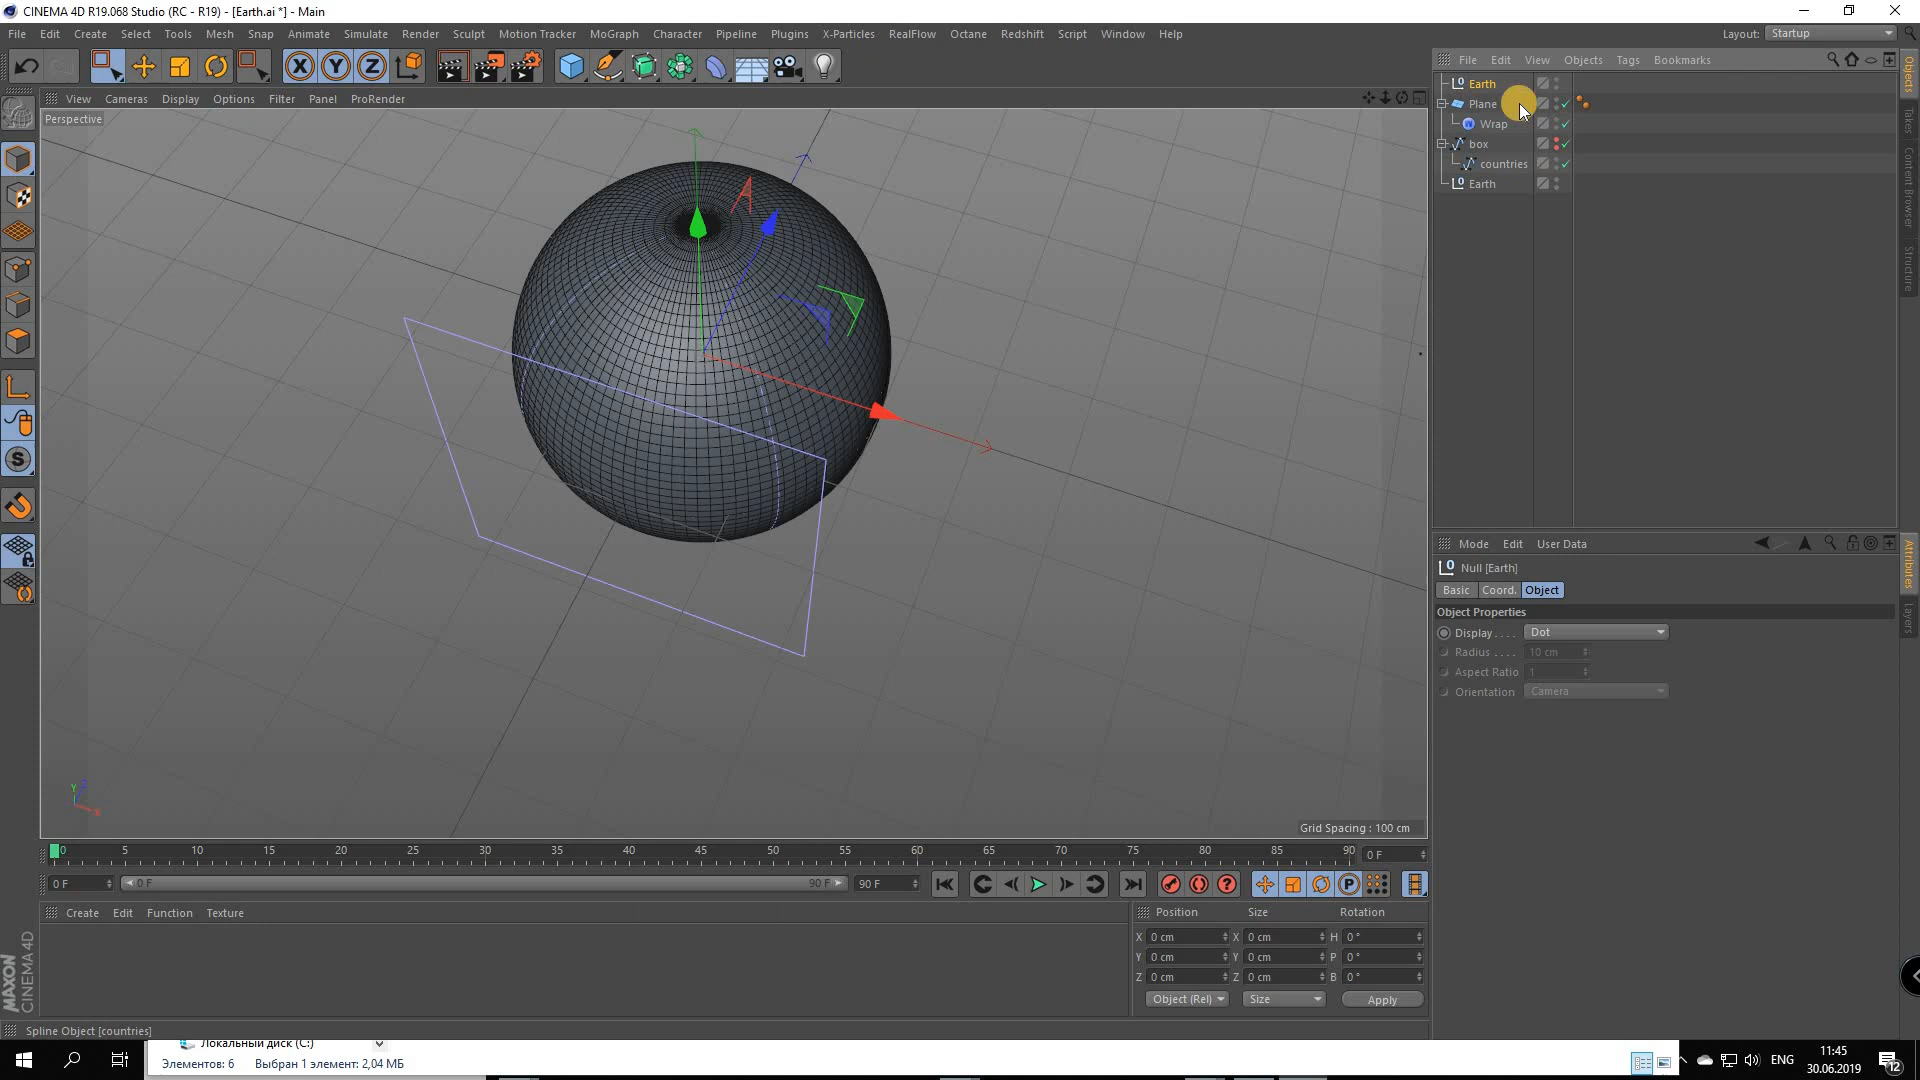 CINEMA 4D R19.068 Studio (RC - R19) - [Earth.ai *] - Main
File Edit Create Select Tools Mesh Snap Animate Simulate Render Sculpt Motion Tracker MoGraph Character Pipeline Plugins X-Particles RealFlow Octane Redshift Script Window Help Layout: Startup
File Edit View Objects Tags Bookmarks
Objects
Takes
Content Browser
Structure
Earth
Plane
Wrap
box
countries
Earth
View Cameras Display Options Filter Panel ProRender
Perspective
Y
Z
X
Grid Spacing : 100 cm
Mode Edit User Data
Attributes
Layers
Null [Earth]
Basic Coord. Object
Object Properties
Display . . . . Dot
Radius . . . . 10 cm
Aspect Ratio 1
Orientation Camera
0 5 10 15 20 25 30 35 40 45 50 55 60 65 70 75 80 85 90 0 F
0 F 0 F 90 F 90 F
Create Edit Function Texture
Position Size Rotation
X 0 cm X 0 cm H 0 °
Y 0 cm Y 0 cm P 0 °
Z 0 cm Z 0 cm B 0 °
Object (Rel) Size Apply
MAXON
CINEMA 4D
Spline Object [countries]
Локальный диск (C:)
Элементов: 6 Выбран 1 элемент: 2,04 МБ
ENG
11:45
30.06.2019
12